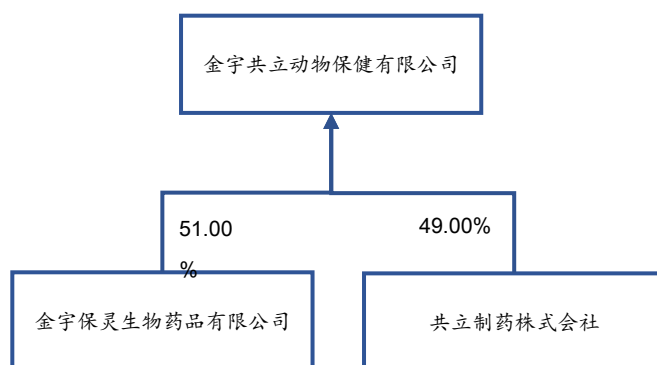 金宇共立动物保健有限公司
51.00
%
49.00%
金宇保灵生物药品有限公司
共立制药株式会社